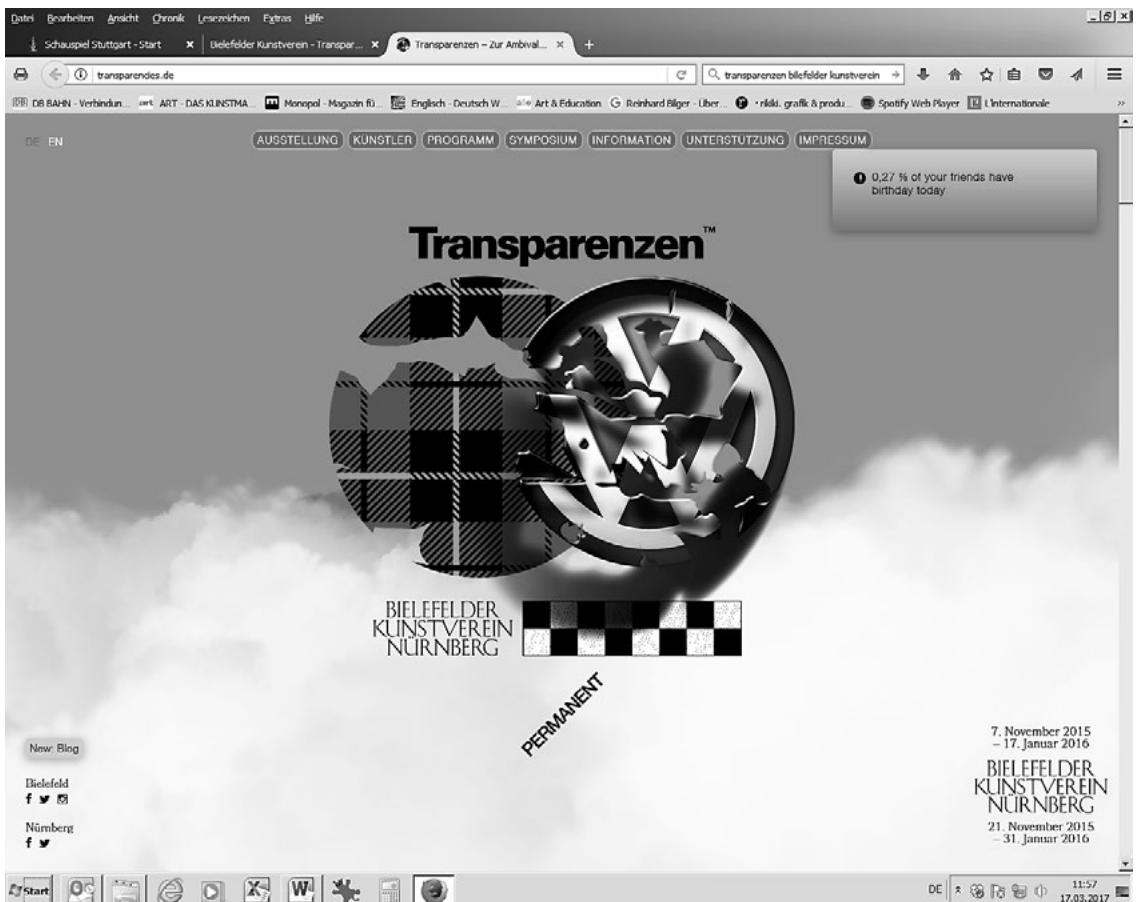 Datei Bearbeiten Ansicht Chronik Lesezeichen Extras Hilfe
Schauspiel Stuttgart - Start
Bielefelder Kunstverein - Transpar...
Transparenzen – Zur Ambival...
transparencies.de
transparenzen bilefelder kunstverein
DB BAHN - Verbindun...
art ART - DAS KUNSTMA...
Monopol - Magazin fü...
Englisch - Deutsch W...
Art & Education
Reinhard Bilger - Über...
Spotify Web Player
L'Internationale
DE EN
AUSSTELLUNG KÜNSTLER PROGRAMM SYMPOSIUM INFORMATION UNTERSTÜTZUNG IMPRESSUM
0,27 % of your friends have
birthday today
Transparenzen™
BIELEFELDER
KUNSTVEREIN
NÜRNBERG
PERMANENT
New: Blog
Bielefeld
Nürnberg
7. November 2015
– 17. Januar 2016
BIELEFELDER
KUNSTVEREIN
NÜRNBERG
21. November 2015
– 31. Januar 2016
Start
DE
11:57
17.03.2017